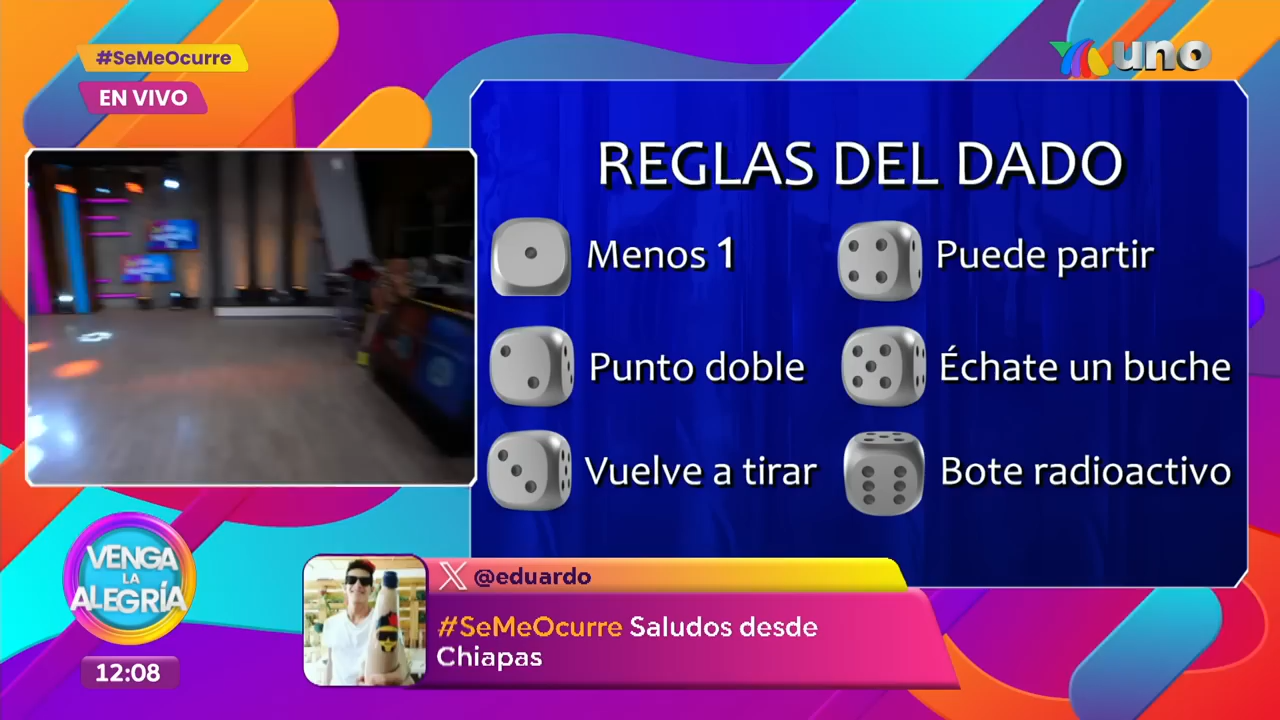 #SeMeOcurre
EN VIVO
uno
REGLAS DEL DADO
Menos 1
Puede partir
Punto doble
Échate un buche
Vuelve a tirar
Bote radioactivo
VENGA
LA
ALEGRÍA
12:08
X @eduardo
#SeMeOcurre Saludos desde
Chiapas